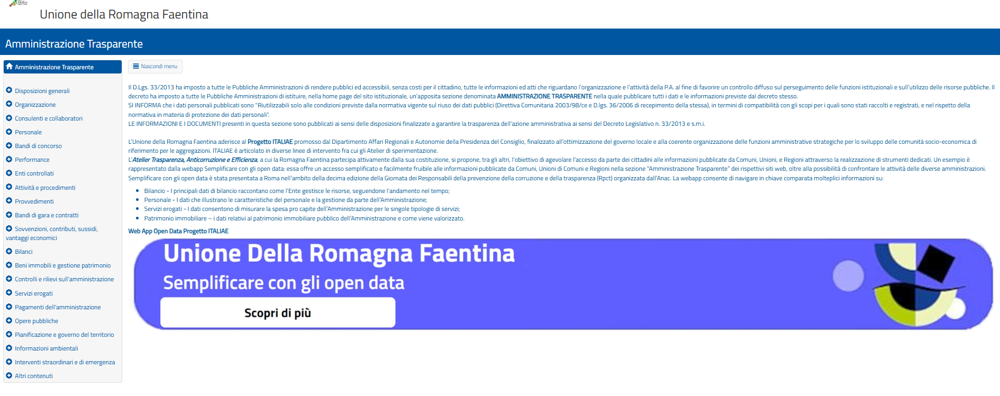 Unione della Romagna Faentina
Amministrazione Trasparente
Amministrazione Trasparente
Disposizioni generali
Organizzazione
Consulenti e collaboratori
Personale
Bandi di concorso
Performance
Enti controllati
Attività e procedimenti
Provvedimenti
Bandi di gara e contratti
Sovvenzioni, contributi, sussidi,
vantaggi economici
Bilanci
Beni immobili e gestione patrimonio
Controlli e rilievi sull'amministrazione
Servizi erogati
Pagamenti dell'amministrazione
Opere pubbliche
Pianificazione e governo del territorio
Informazioni ambientali
Interventi straordinari e di emergenza
Altri contenuti
Nascondi menu
Il D.Lgs. 33/2013 ha imposto a tutte le Pubbliche Amministrazioni di rendere pubblici ed accessibili, senza costi per il cittadino, tutte le informazioni ed atti che riguardano l'organizzazione e l'attività della P.A. al fine di favorire un controllo diffuso sul perseguimento delle funzioni istituzionali e sull'utilizzo delle risorse pubbliche. Il
decreto ha imposto a tutte le Pubbliche Amministrazioni di istituire, nella home page del sito istituzionale, un'apposita sezione denominata AMMINISTRAZIONE TRASPARENTE nella quale pubblicare tutti i dati e le informazioni previste dal decreto stesso.
SI INFORMA che i dati personali pubblicati sono "Riutilizzabili solo alle condizioni previste dalla normativa vigente sul riuso dei dati pubblici (Direttiva Comunitaria 2003/98/ce e D.lgs. 36/2006 di recepimento della stessa), in termini di compatibilità con gli scopi per i quali sono stati raccolti e registrati, e nel rispetto della
normativa in materia di protezione dei dati personali".
LE INFORMAZIONI E I DOCUMENTI presenti in questa sezione sono pubblicati ai sensi delle disposizioni finalizzate a garantire la trasparenza dell'azione amministrativa ai sensi del Decreto Legislativo n. 33/2013 e s.m.i.
L'Unione della Romagna Faentina aderisce al Progetto ITALIAE promosso dal Dipartimento Affari Regionali e Autonomie della Presidenza del Consiglio, finalizzato all'ottimizzazione del governo locale e alla coerente organizzazione delle funzioni amministrative strategiche per lo sviluppo delle comunità socio-economica di
riferimento per le aggregazioni. ITALIAE è articolato in diverse linee di intervento fra cui gli Atelier di sperimentazione.
L'Atelier Trasparenza, Anticorruzione e Efficienza, a cui la Romagna Faentina partecipa attivamente dalla sua costituzione, si propone, tra gli altri, l'obiettivo di agevolare l'accesso da parte dei cittadini alle informazioni pubblicate da Comuni, Unioni, e Regioni attraverso la realizzazione di strumenti dedicati. Un esempio è
rappresentato dalla webapp Semplificare con gli open data: essa offre un accesso semplificato e facilmente fruibile alle informazioni pubblicate da Comuni, Unioni di Comuni e Regioni nella sezione "Amministrazione Trasparente" dei rispettivi siti web, oltre alla possibilità di confrontare le attività delle diverse amministrazioni.
Semplificare con gli open data è stata presentata a Roma nell'ambito della decima edizione della Giornata dei Responsabili della prevenzione della corruzione e della trasparenza (Rpct) organizzata dall'Anac. La webapp consente di navigare in chiave comparata molteplici informazioni su:
• Bilancio - I principali dati di bilancio raccontano come l'Ente gestisce le risorse, seguendone l'andamento nel tempo;
• Personale - I dati che illustrano le caratteristiche del personale e la gestione da parte dell'Amministrazione;
• Servizi erogati - I dati consentono di misurare la spesa pro capite dell'Amministrazione per le singole tipologie di servizi;
• Patrimonio immobiliare – i dati relativi al patrimonio immobiliare pubblico dell'Amministrazione e come viene valorizzato.
Web App Open Data Progetto ITALIAE
Unione Della Romagna Faentina
Semplificare con gli open data
Scopri di più